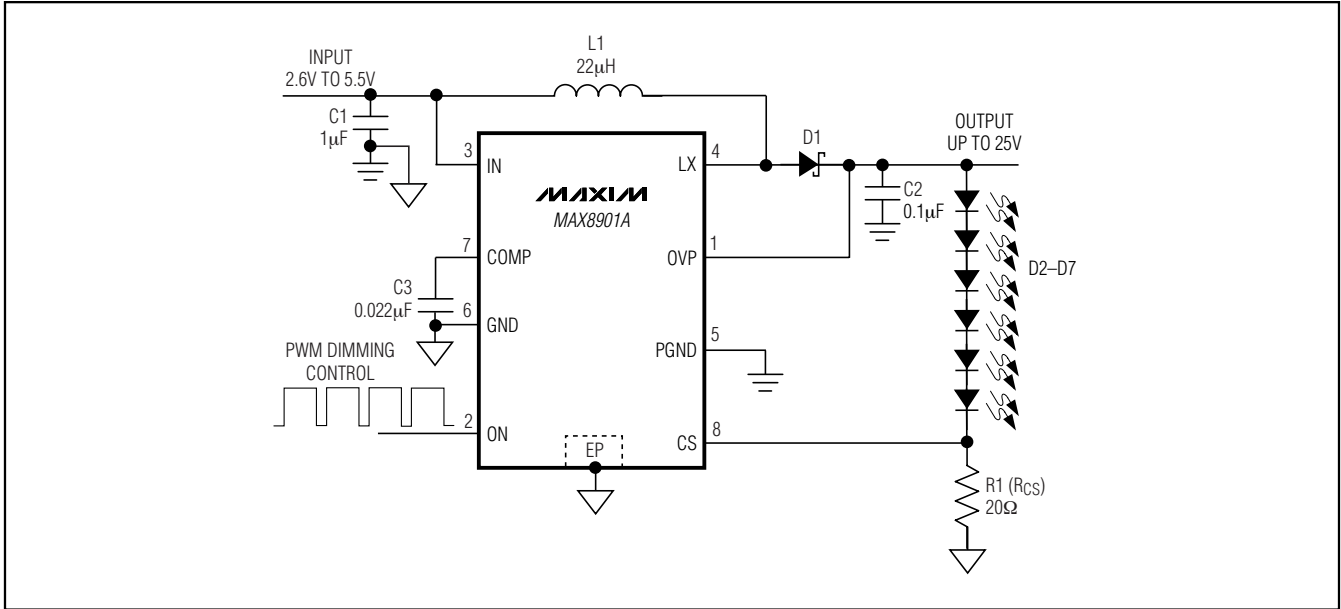 L1
22µH
INPUT
2.6V TO 5.5V
C1
1µF
3
IN
MAXIM
MAX8901A
LX
4
D1
OUTPUT
UP TO 25V
C2
0.1µF
7
COMP
OVP
1
D2–D7
C3
0.022µF
6
GND
PGND
5
PWM DIMMING
CONTROL
2
ON
EP
CS
8
R1 (RCS)
20Ω